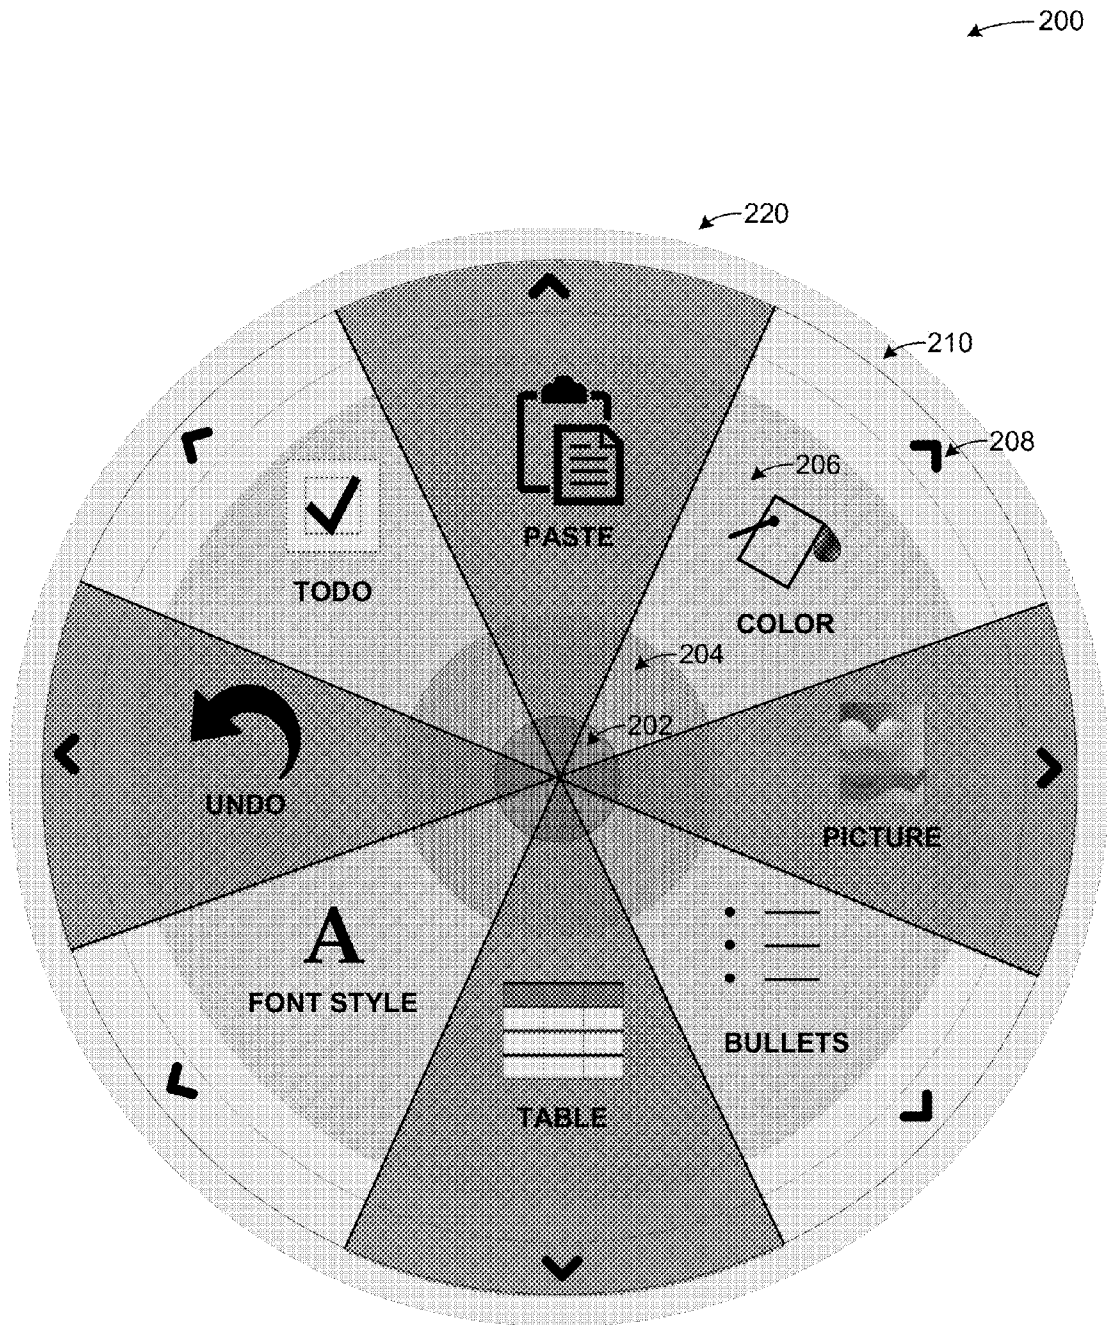 200
220
210
208
206
PASTE
TODO
COLOR
204
202
UNDO
PICTURE
A
FONT STYLE
BULLETS
TABLE